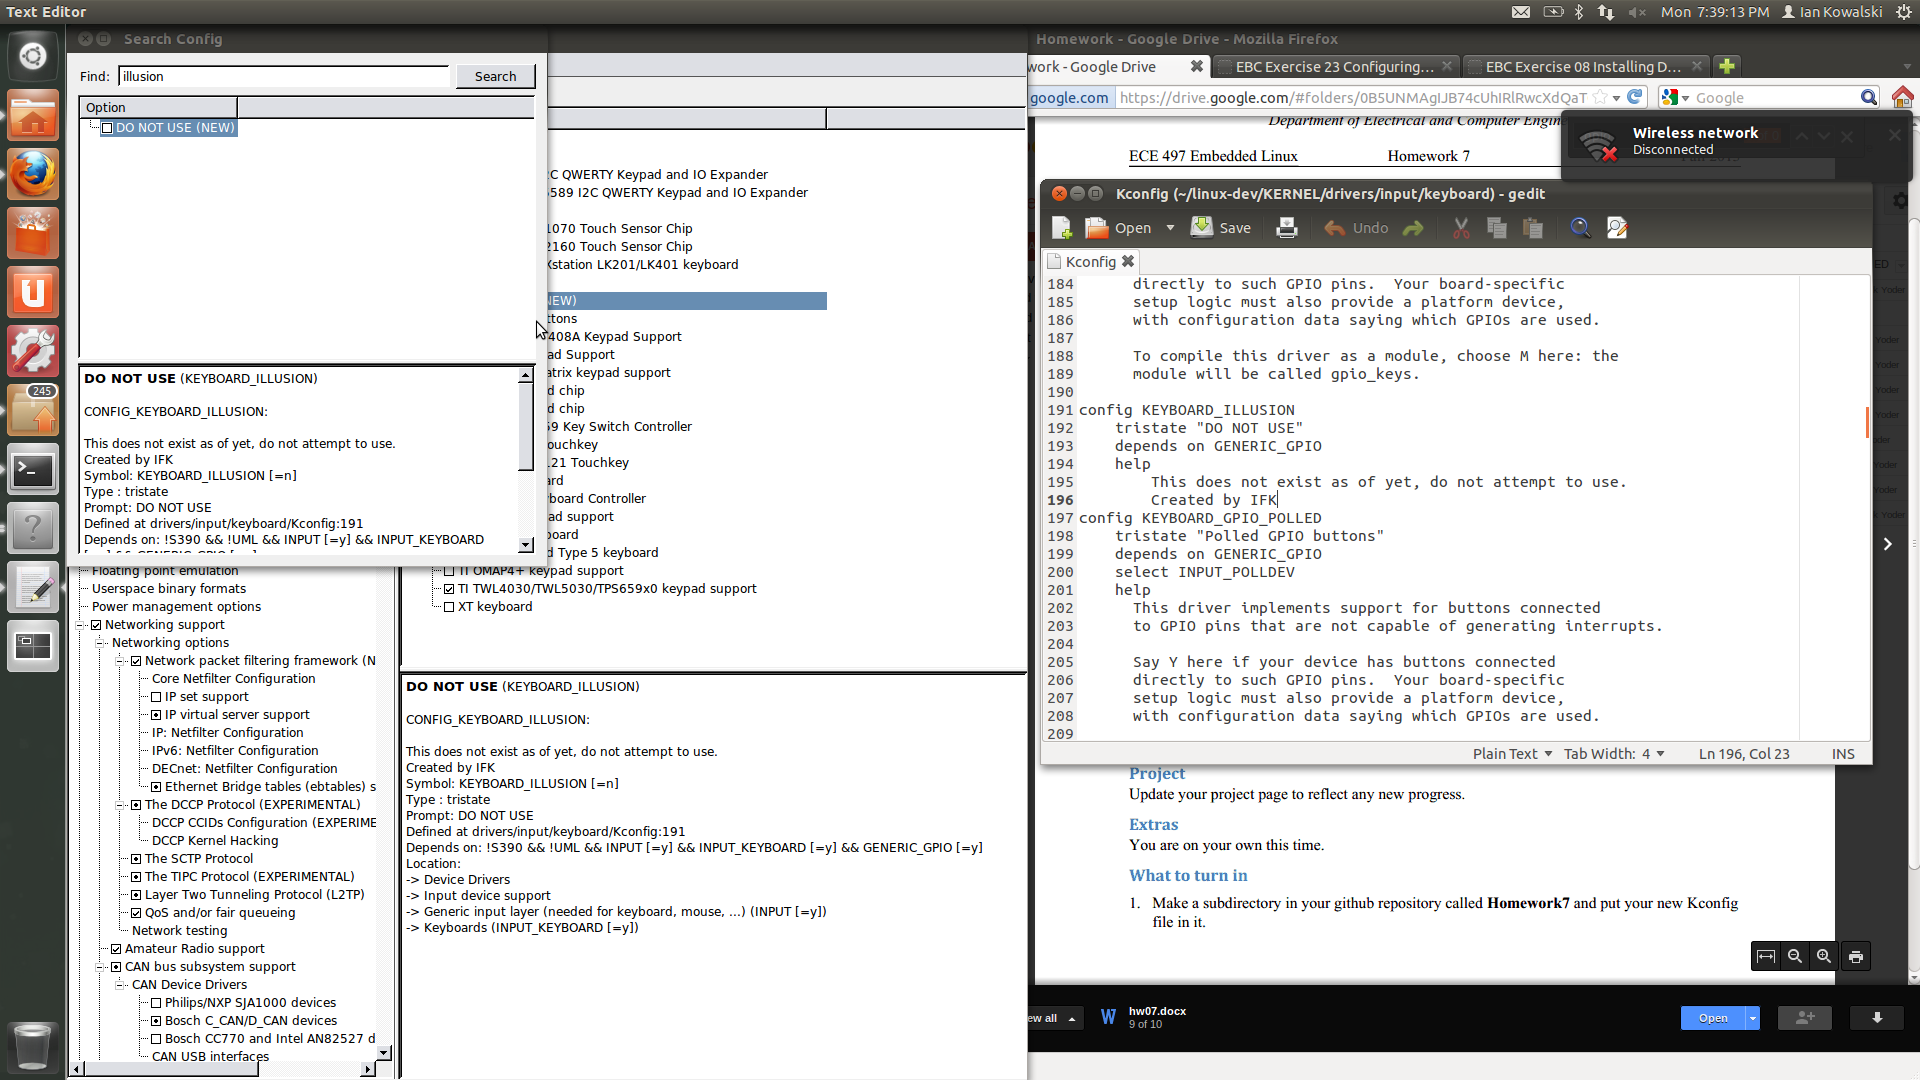 Text Editor
Mon 7:39:13 PM
Ian Kowalski
Search Config
Find:
illusion
Search
Option
DO NOT USE (NEW)
DO NOT USE (KEYBOARD_ILLUSION)
CONFIG_KEYBOARD_ILLUSION:
This does not exist as of yet, do not attempt to use.
Created by IFK
Symbol: KEYBOARD_ILLUSION [=n]
Type : tristate
Prompt: DO NOT USE
Defined at drivers/input/keyboard/Kconfig:191
Depends on: !S390 && !UML && INPUT [=y] && INPUT_KEYBOARD
245
Floating point emulation
Userspace binary formats
Power management options
Networking support
Networking options
Network packet filtering framework (N
Core Netfilter Configuration
IP set support
IP virtual server support
IP: Netfilter Configuration
IPv6: Netfilter Configuration
DECnet: Netfilter Configuration
Ethernet Bridge tables (ebtables) s
The DCCP Protocol (EXPERIMENTAL)
DCCP CCIDs Configuration (EXPERIME
DCCP Kernel Hacking
The SCTP Protocol
The TIPC Protocol (EXPERIMENTAL)
Layer Two Tunneling Protocol (L2TP)
QoS and/or fair queueing
Network testing
Amateur Radio support
CAN bus subsystem support
CAN Device Drivers
Philips/NXP SJA1000 devices
Bosch C_CAN/D_CAN devices
Bosch CC770 and Intel AN82527 d
CAN USB interfaces
2C QWERTY Keypad and IO Expander
5589 I2C QWERTY Keypad and IO Expander
1070 Touch Sensor Chip
2160 Touch Sensor Chip
Xstation LK201/LK401 keyboard
NEW)
ttons
408A Keypad Support
ad Support
atrix keypad support
d chip
d chip
59 Key Switch Controller
ouchkey
121 Touchkey
ard
board Controller
ad support
board
d Type 5 keyboard
TI OMAP4+ keypad support
TI TWL4030/TWL5030/TPS659x0 keypad support
XT keyboard
DO NOT USE (KEYBOARD_ILLUSION)
CONFIG_KEYBOARD_ILLUSION:
This does not exist as of yet, do not attempt to use.
Created by IFK
Symbol: KEYBOARD_ILLUSION [=n]
Type : tristate
Prompt: DO NOT USE
Defined at drivers/input/keyboard/Kconfig:191
Depends on: !S390 && !UML && INPUT [=y] && INPUT_KEYBOARD [=y] && GENERIC_GPIO [=y]
Location:
-> Device Drivers
-> Input device support
-> Generic input layer (needed for keyboard, mouse, ...) (INPUT [=y])
-> Keyboards (INPUT_KEYBOARD [=y])
Homework - Google Drive - Mozilla Firefox
work - Google Drive
EBC Exercise 23 Configuring...
EBC Exercise 08 Installing D...
google.com
https://drive.google.com/#folders/0B5UNMAgIJB74cUhIRlRwcXdQaT
Google
Department of Electrical and Computer Engin
ECE 497 Embedded Linux
Homework 7
Wireless network
Disconnected
Kconfig (~/linux-dev/KERNEL/drivers/input/keyboard) - gedit
Open
Save
Undo
Kconfig
184 directly to such GPIO pins. Your board-specific
185 setup logic must also provide a platform device,
186 with configuration data saying which GPIOs are used.
187
188 To compile this driver as a module, choose M here: the
189 module will be called gpio_keys.
190
191 config KEYBOARD_ILLUSION
192 tristate "DO NOT USE"
193 depends on GENERIC_GPIO
194 help
195 This does not exist as of yet, do not attempt to use.
196 Created by IFK
197 config KEYBOARD_GPIO_POLLED
198 tristate "Polled GPIO buttons"
199 depends on GENERIC_GPIO
200 select INPUT_POLLDEV
201 help
202 This driver implements support for buttons connected
203 to GPIO pins that are not capable of generating interrupts.
204
205 Say Y here if your device has buttons connected
206 directly to such GPIO pins. Your board-specific
207 setup logic must also provide a platform device,
208 with configuration data saying which GPIOs are used.
209
Plain Text
Tab Width: 4
Ln 196, Col 23
INS
Project
Update your project page to reflect any new progress.
Extras
You are on your own this time.
What to turn in
1. Make a subdirectory in your github repository called Homework7 and put your new Kconfig
file in it.
ew all
hw07.docx
9 of 10
Open